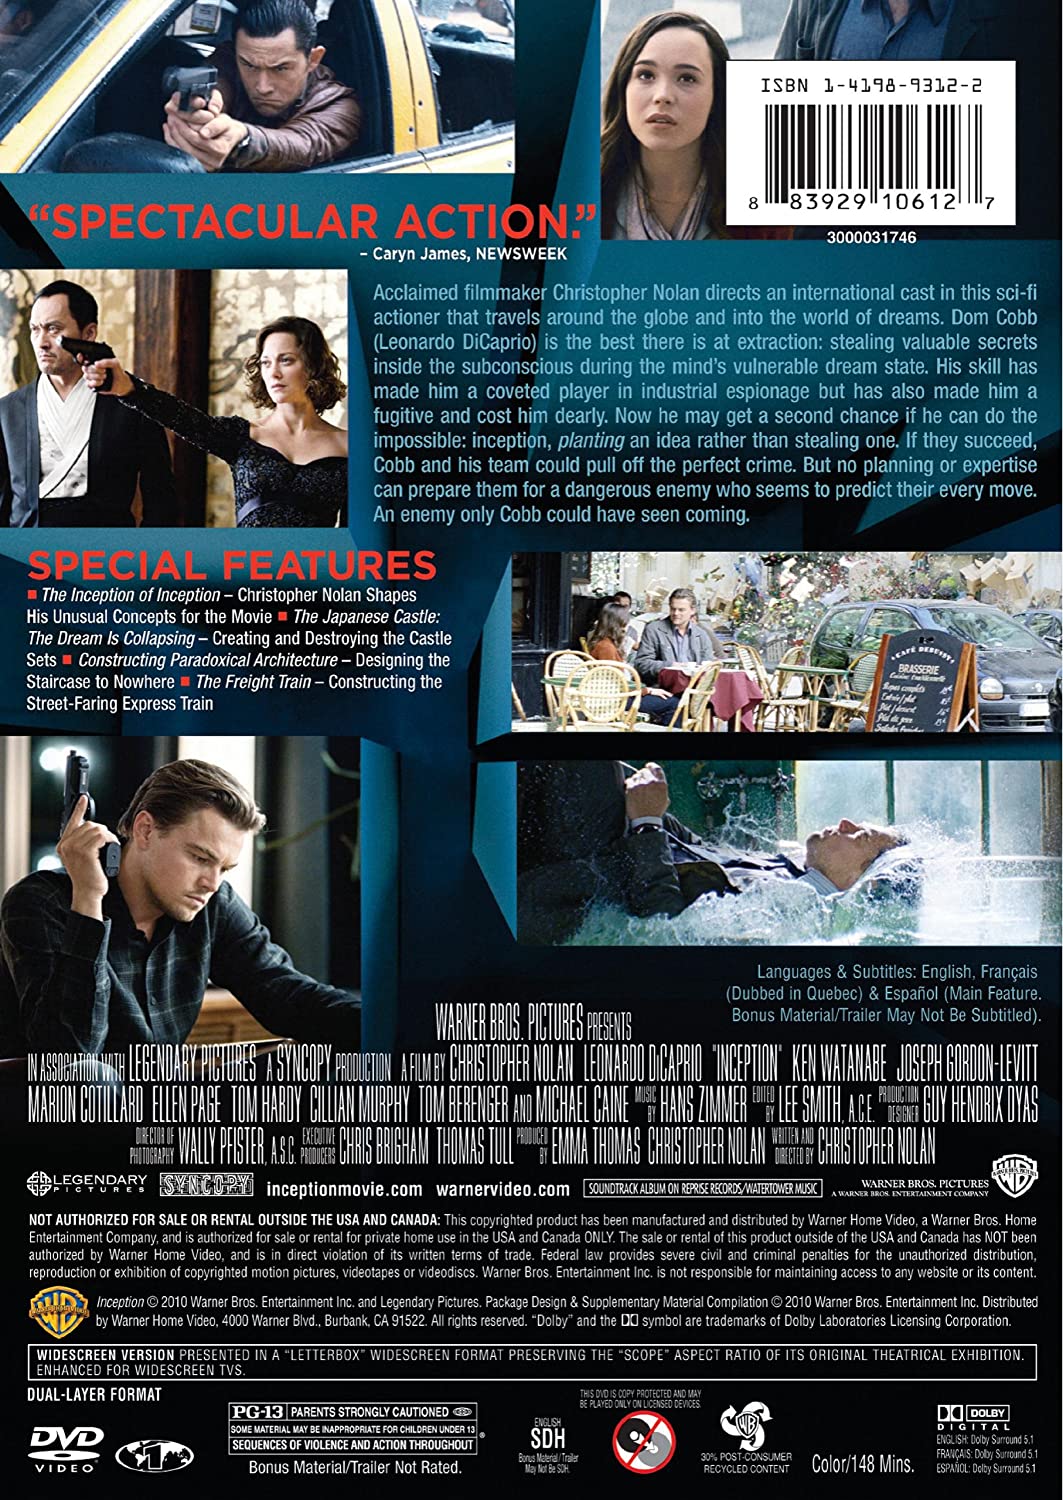 ISBN 1-4198-9312-2
8 83929 10612 7
3000031746
“SPECTACULAR ACTION.”
– Caryn James, NEWSWEEK
Acclaimed filmmaker Christopher Nolan directs an international cast in this sci-fi
actioner that travels around the globe and into the world of dreams. Dom Cobb
(Leonardo DiCaprio) is the best there is at extraction: stealing valuable secrets
inside the subconscious during the mind's vulnerable dream state. His skill has
made him a coveted player in industrial espionage but has also made him a
fugitive and cost him dearly. Now he may get a second chance if he can do the
impossible: inception, planting an idea rather than stealing one. If they succeed,
Cobb and his team could pull off the perfect crime. But no planning or expertise
can prepare them for a dangerous enemy who seems to predict their every move.
An enemy only Cobb could have seen coming.
SPECIAL FEATURES
▪ The Inception of Inception – Christopher Nolan Shapes
His Unusual Concepts for the Movie ▪ The Japanese Castle:
The Dream Is Collapsing – Creating and Destroying the Castle
Sets ▪ Constructing Paradoxical Architecture – Designing the
Staircase to Nowhere ▪ The Freight Train – Constructing the
Street-Faring Express Train
CAFÉ DEBUSSY
BRASSERIE
Languages & Subtitles: English, Français
(Dubbed in Quebec) & Español (Main Feature.
Bonus Material/Trailer May Not Be Subtitled).
WARNER BROS. PICTURES PRESENTS
IN ASSOCIATION WITH LEGENDARY PICTURES A SYNCOPY PRODUCTION A FILM BY CHRISTOPHER NOLAN LEONARDO DiCAPRIO "INCEPTION" KEN WATANABE JOSEPH GORDON-LEVITT
MARION COTILLARD ELLEN PAGE TOM HARDY CILLIAN MURPHY TOM BERENGER AND MICHAEL CAINE MUSIC BY HANS ZIMMER EDITED BY LEE SMITH, A.C.E. PRODUCTION DESIGNER GUY HENDRIX DYAS
DIRECTOR OF PHOTOGRAPHY WALLY PFISTER, A.S.C. EXECUTIVE PRODUCERS CHRIS BRIGHAM THOMAS TULL PRODUCED BY EMMA THOMAS CHRISTOPHER NOLAN WRITTEN AND DIRECTED BY CHRISTOPHER NOLAN
LEGENDARY PICTURES SYNCOPY inceptionmovie.com warnervideo.com SOUNDTRACK ALBUM ON REPRISE RECORDS/WATERTOWER MUSIC WARNER BROS. PICTURES
A WARNER BROS. ENTERTAINMENT COMPANY
NOT AUTHORIZED FOR SALE OR RENTAL OUTSIDE THE USA AND CANADA: This copyrighted product has been manufactured and distributed by Warner Home Video, a Warner Bros. Home
Entertainment Company, and is authorized for sale or rental for private home use in the USA and Canada ONLY. The sale or rental of this product outside of the USA and Canada has NOT been
authorized by Warner Home Video, and is in direct violation of its written terms of trade. Federal law provides severe civil and criminal penalties for the unauthorized distribution,
reproduction or exhibition of copyrighted motion pictures, videotapes or videodiscs. Warner Bros. Entertainment Inc. is not responsible for maintaining access to any website or its content.
Inception © 2010 Warner Bros. Entertainment Inc. and Legendary Pictures. Package Design & Supplementary Material Compilation © 2010 Warner Bros. Entertainment Inc. Distributed
by Warner Home Video, 4000 Warner Blvd., Burbank, CA 91522. All rights reserved. “Dolby” and the DD symbol are trademarks of Dolby Laboratories Licensing Corporation.
WIDESCREEN VERSION PRESENTED IN A “LETTERBOX” WIDESCREEN FORMAT PRESERVING THE “SCOPE” ASPECT RATIO OF ITS ORIGINAL THEATRICAL EXHIBITION.
ENHANCED FOR WIDESCREEN TVS.
DUAL-LAYER FORMAT
DVD
VIDEO
1
PG-13 PARENTS STRONGLY CAUTIONED
SOME MATERIAL MAY BE INAPPROPRIATE FOR CHILDREN UNDER 13
SEQUENCES OF VIOLENCE AND ACTION THROUGHOUT
Bonus Material/Trailer Not Rated.
ENGLISH
SDH
Bonus Material/Trailer
May Not Be SDH.
THIS DVD IS COPY PROTECTED AND MAY
BE PLAYED ONLY ON LICENSED DEVICES.
30% POST-CONSUMER
RECYCLED CONTENT
Color/148 Mins.
DOLBY
DIGITAL
ENGLISH: Dolby Surround 5.1
FRANÇAIS: Dolby Surround 5.1
ESPAÑOL: Dolby Surround 5.1